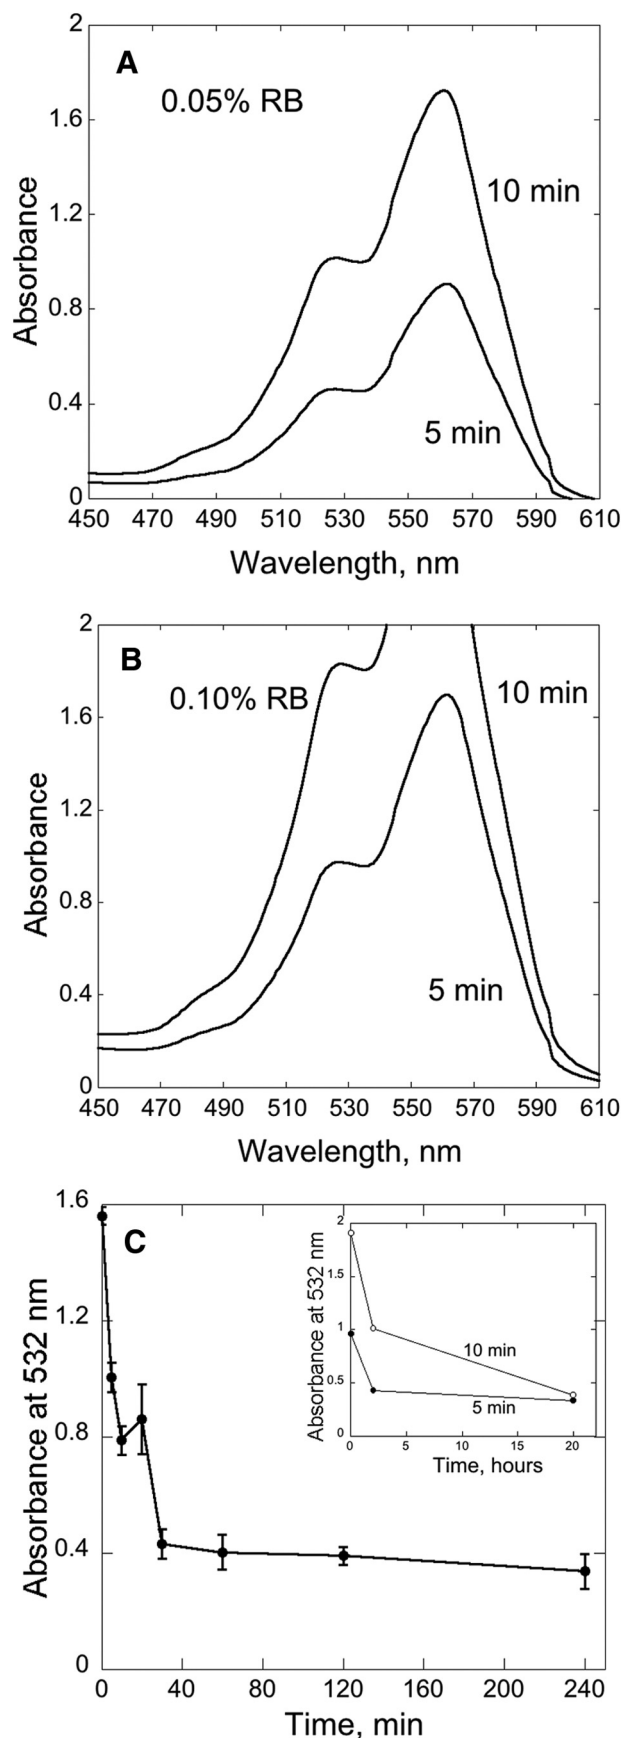 A
0.05% RB
10 min
5 min
Absorbance
2
1.6
1.2
0.8
0.4
0
450 470 490 510 530 550 570 590 610
Wavelength, nm
B
0.10% RB
10 min
5 min
Absorbance
2
1.6
1.2
0.8
0.4
0
450 470 490 510 530 550 570 590 610
Wavelength, nm
C
Absorbance at 532 nm
1.6
1.2
0.8
0.4
0
0 40 80 120 160 200 240
Time, min
Absorbance at 532 nm
2
1.5
1
0.5
0
10 min
5 min
0 5 10 15 20
Time, hours